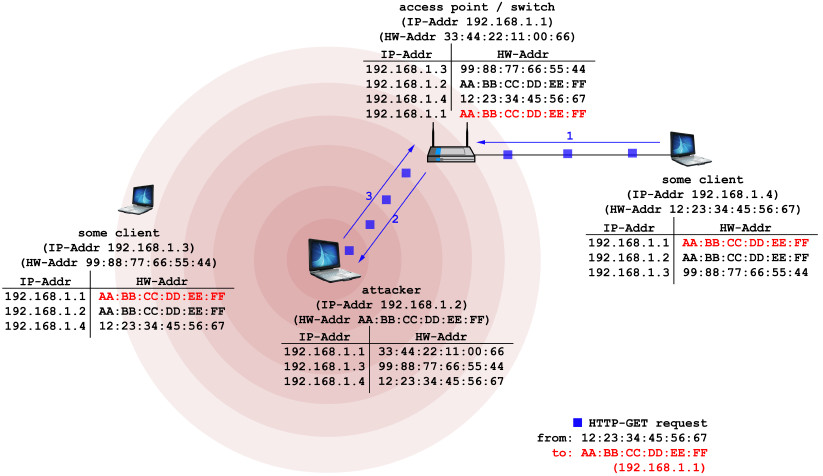 access point / switch
(IP-Addr 192.168.1.1)
(HW-Addr 33:44:22:11:00:66)
IP-Addr HW-Addr
192.168.1.3 99:88:77:66:55:44
192.168.1.2 AA:BB:CC:DD:EE:FF
192.168.1.4 12:23:34:45:56:67
192.168.1.1 AA:BB:CC:DD:EE:FF
1
3
2
some client
(IP-Addr 192.168.1.4)
(HW-Addr 12:23:34:45:56:67)
IP-Addr HW-Addr
192.168.1.1 AA:BB:CC:DD:EE:FF
192.168.1.2 AA:BB:CC:DD:EE:FF
192.168.1.3 99:88:77:66:55:44
some client
(IP-Addr 192.168.1.3)
(HW-Addr 99:88:77:66:55:44)
IP-Addr HW-Addr
192.168.1.1 AA:BB:CC:DD:EE:FF
192.168.1.2 AA:BB:CC:DD:EE:FF
192.168.1.4 12:23:34:45:56:67
attacker
(IP-Addr 192.168.1.2)
(HW-Addr AA:BB:CC:DD:EE:FF)
IP-Addr HW-Addr
192.168.1.1 33:44:22:11:00:66
192.168.1.3 99:88:77:66:55:44
192.168.1.4 12:23:34:45:56:67
HTTP-GET request
from: 12:23:34:45:56:67
to: AA:BB:CC:DD:EE:FF
(192.168.1.1)